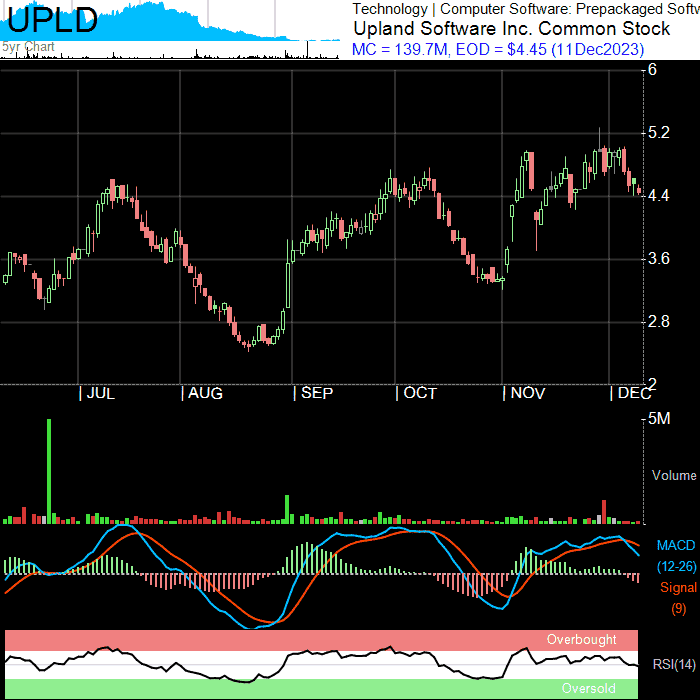 UPLD
5yr Chart
Technology | Computer Software: Prepackaged Softw
Upland Software Inc. Common Stock
MC = 139.7M, EOD = $4.45 (11Dec2023)
6
5.2
4.4
3.6
2.8
2
JUL
AUG
SEP
OCT
NOV
DEC
5M
Volume
MACD
(12-26)
Signal
(9)
Overbought
RSI(14)
Oversold